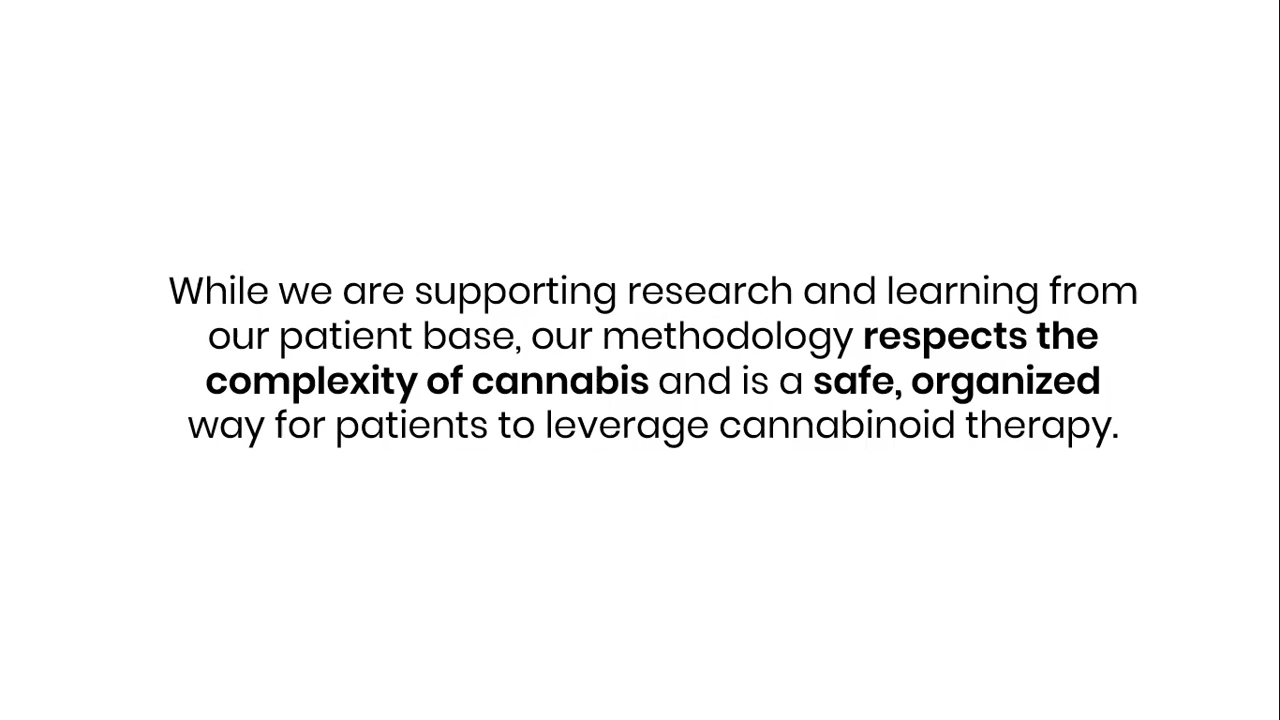 While we are supporting research and learning from
our patient base, our methodology respects the
complexity of cannabis and is a safe, organized
way for patients to leverage cannabinoid therapy.